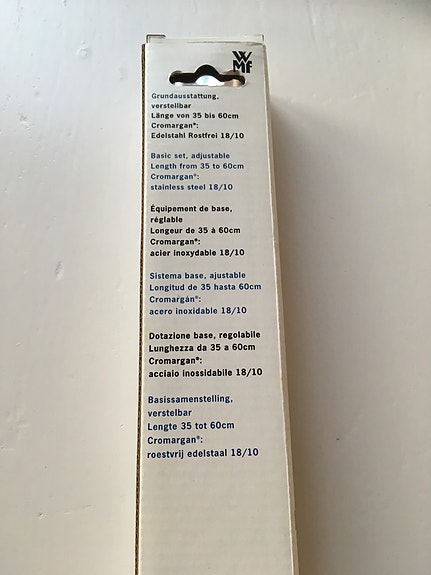 WMF
Grundausstattung,
verstellbar
Länge von 35 bis 60cm
Cromargan®:
Edelstahl Rostfrei 18/10
Basic set, adjustable
Length from 35 to 60cm
Cromargan®:
stainless steel 18/10
Équipement de base,
réglable
Longeur de 35 à 60cm
Cromargan®:
acier inoxydable 18/10
Sistema base, ajustable
Longitud de 35 hasta 60cm
Cromargán®:
acero inoxidable 18/10
Dotazione base, regolabile
Lunghezza da 35 a 60cm
Cromargan®:
acciaio inossidabile 18/10
Basissamenstelling,
verstelbar
Lengte 35 tot 60cm
Cromargan®:
roestvrij edelstaal 18/10